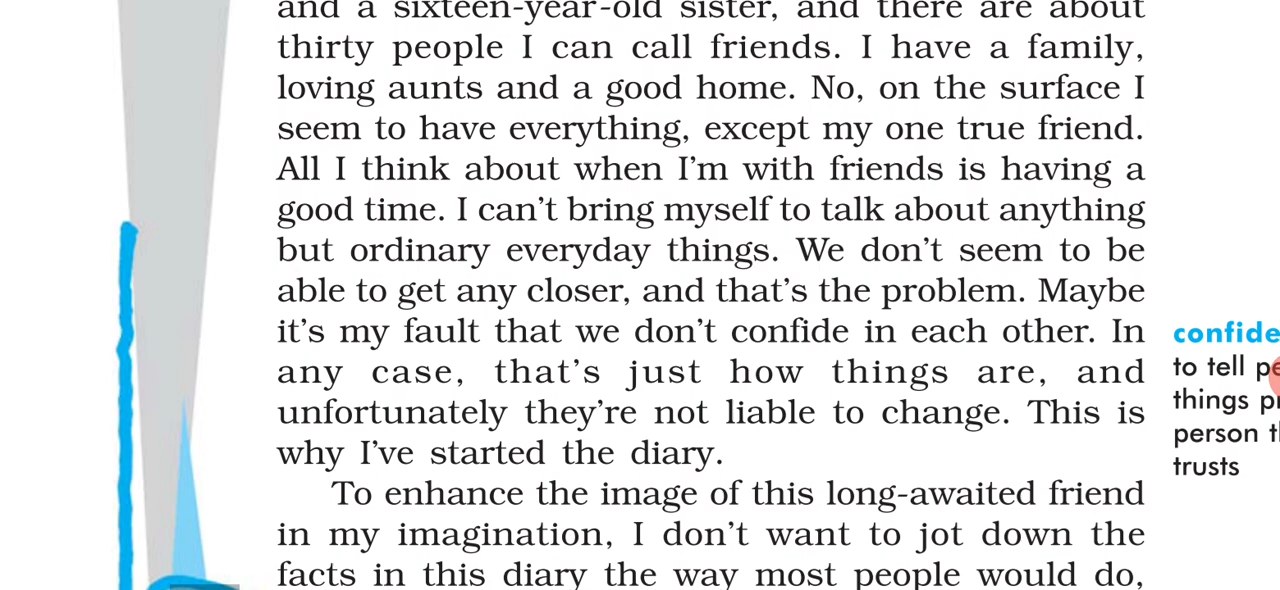 and a sixteen-year-old sister, and there are about
thirty people I can call friends. I have a family,
loving aunts and a good home. No, on the surface I
seem to have everything, except my one true friend.
All I think about when I'm with friends is having a
good time. I can't bring myself to talk about anything
but ordinary everyday things. We don't seem to be
able to get any closer, and that's the problem. Maybe
it's my fault that we don't confide in each other. In
any case, that's just how things are, and
unfortunately they're not liable to change. This is
why I've started the diary.
To enhance the image of this long-awaited friend
in my imagination, I don't want to jot down the
facts in this diary the way most people would do,
confide
to tell
things
person
trusts